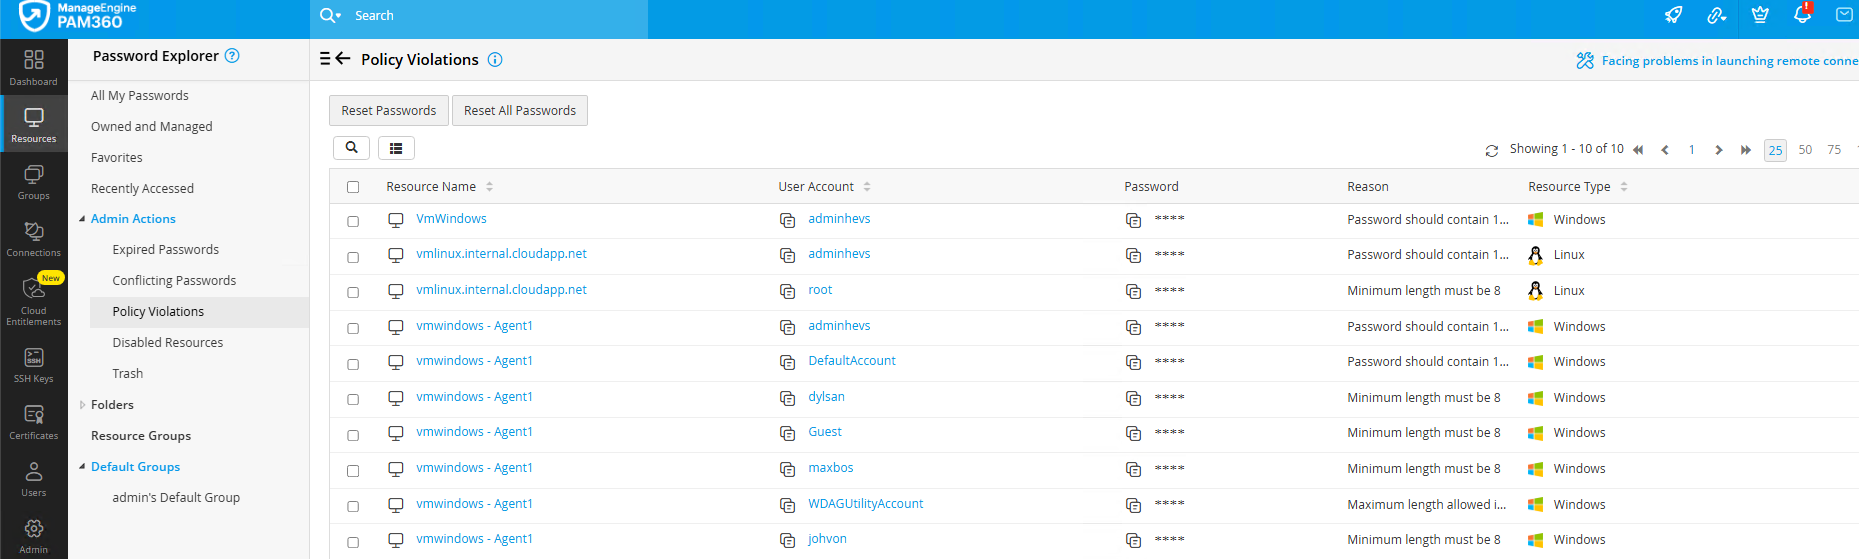 ManageEngine
PAM360
Search
Dashboard
Resources
Groups
Connections
New
Cloud
Entitlements
SSH
SSH Keys
Certificates
Users
Admin
Password Explorer
All My Passwords
Owned and Managed
Favorites
Recently Accessed
Admin Actions
Expired Passwords
Conflicting Passwords
Policy Violations
Disabled Resources
Trash
Folders
Resource Groups
Default Groups
admin's Default Group
Policy Violations
Facing problems in launching remote conne
Reset Passwords Reset All Passwords
Showing 1 - 10 of 10 1 25 50 75
Resource Name User Account Password Reason Resource Type
VmWindows adminhevs **** Password should contain 1... Windows
vmlinux.internal.cloudapp.net adminhevs **** Password should contain 1... Linux
vmlinux.internal.cloudapp.net root **** Minimum length must be 8 Linux
vmwindows - Agent1 adminhevs **** Password should contain 1... Windows
vmwindows - Agent1 DefaultAccount **** Password should contain 1... Windows
vmwindows - Agent1 dylsan **** Minimum length must be 8 Windows
vmwindows - Agent1 Guest **** Minimum length must be 8 Windows
vmwindows - Agent1 maxbos **** Minimum length must be 8 Windows
vmwindows - Agent1 WDAGUtilityAccount **** Maximum length allowed i... Windows
vmwindows - Agent1 johvon **** Minimum length must be 8 Windows